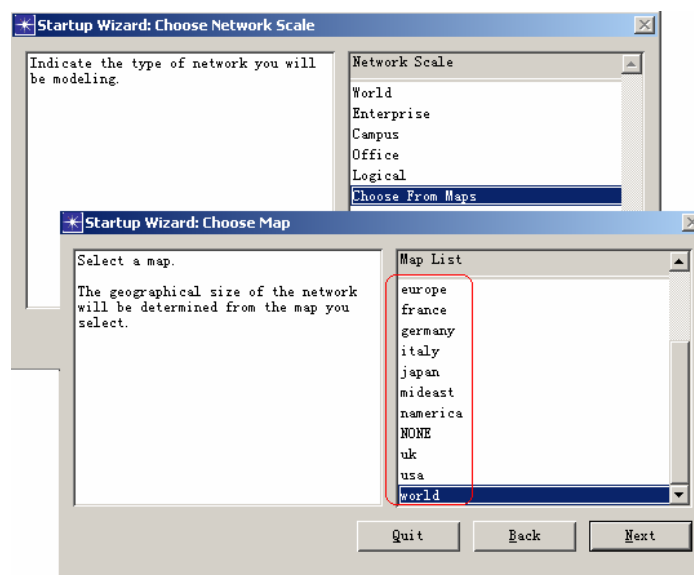 Startup Wizard: Choose Network Scale
Indicate the type of network you will
be modeling.
Network Scale
World
Enterprise
Campus
Office
Logical
Choose From Maps
Startup Wizard: Choose Map
Select a map.
The geographical size of the network
will be determined from the map you
select.
Map List
europe
france
germany
italy
japan
mideast
namerica
NONE
uk
usa
world
Quit
Back
Next